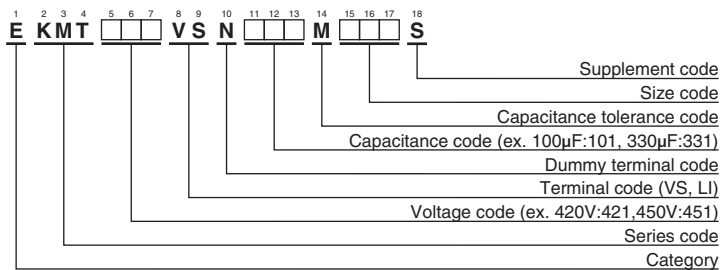 1 2 3 4 5 6 7 8 9 10 11 12 13 14 15 16 17 18
E KMT VS N M S
Supplement code
Size code
Capacitance tolerance code
Capacitance code (ex. 100μF:101, 330μF:331)
Dummy terminal code
Terminal code (VS, LI)
Voltage code (ex. 420V:421,450V:451)
Series code
Category